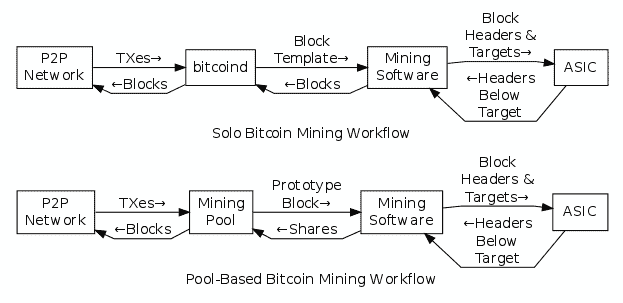 Block
Headers &
Targets→
P2P
Network
TXes→
←Blocks
bitcoind
Block
Template→
←Blocks
Mining
Software
←Headers
Below
Target
ASIC
Solo Bitcoin Mining Workflow
Block
Headers &
Targets→
P2P
Network
TXes→
←Blocks
Mining
Pool
Prototype
Block→
←Shares
Mining
Software
←Headers
Below
Target
ASIC
Pool-Based Bitcoin Mining Workflow